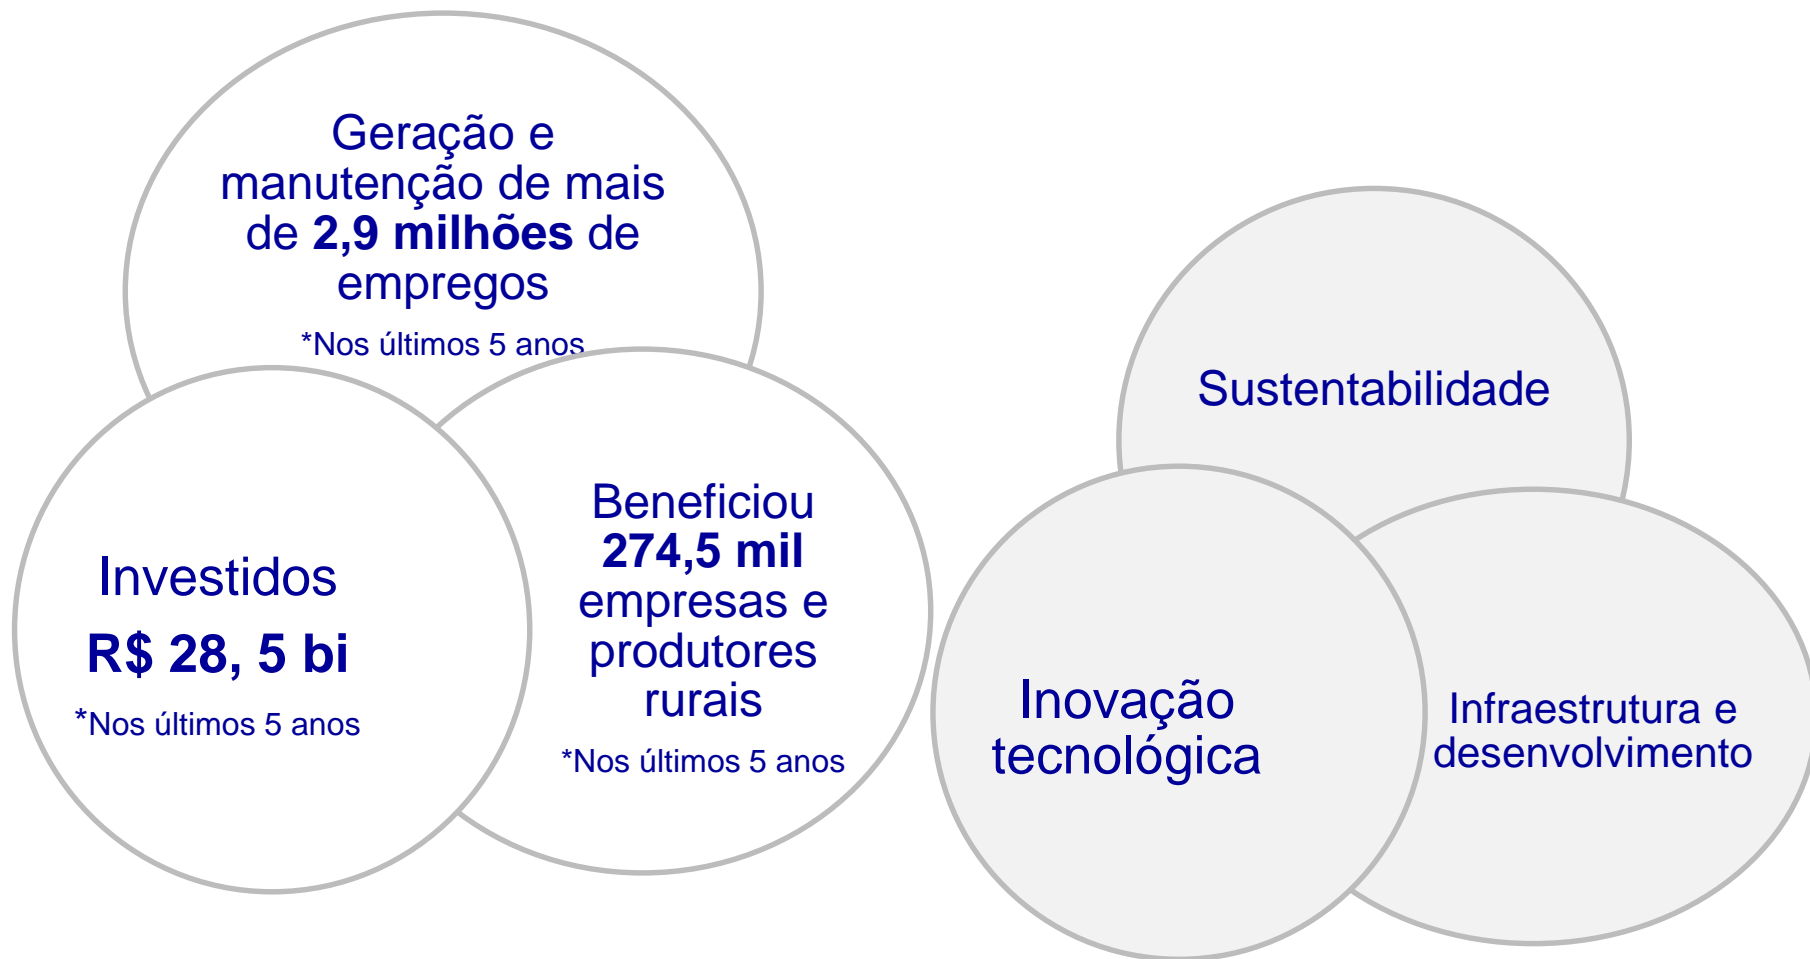 Geração e
manutenção de mais
de 2,9 milhões de
empregos
*Nos últimos 5 anos
Investidos
R$ 28, 5 bi
*Nos últimos 5 anos
Beneficiou
274,5 mil
empresas e
produtores
rurais
*Nos últimos 5 anos
Sustentabilidade
Inovação
tecnológica
Infraestrutura e
desenvolvimento